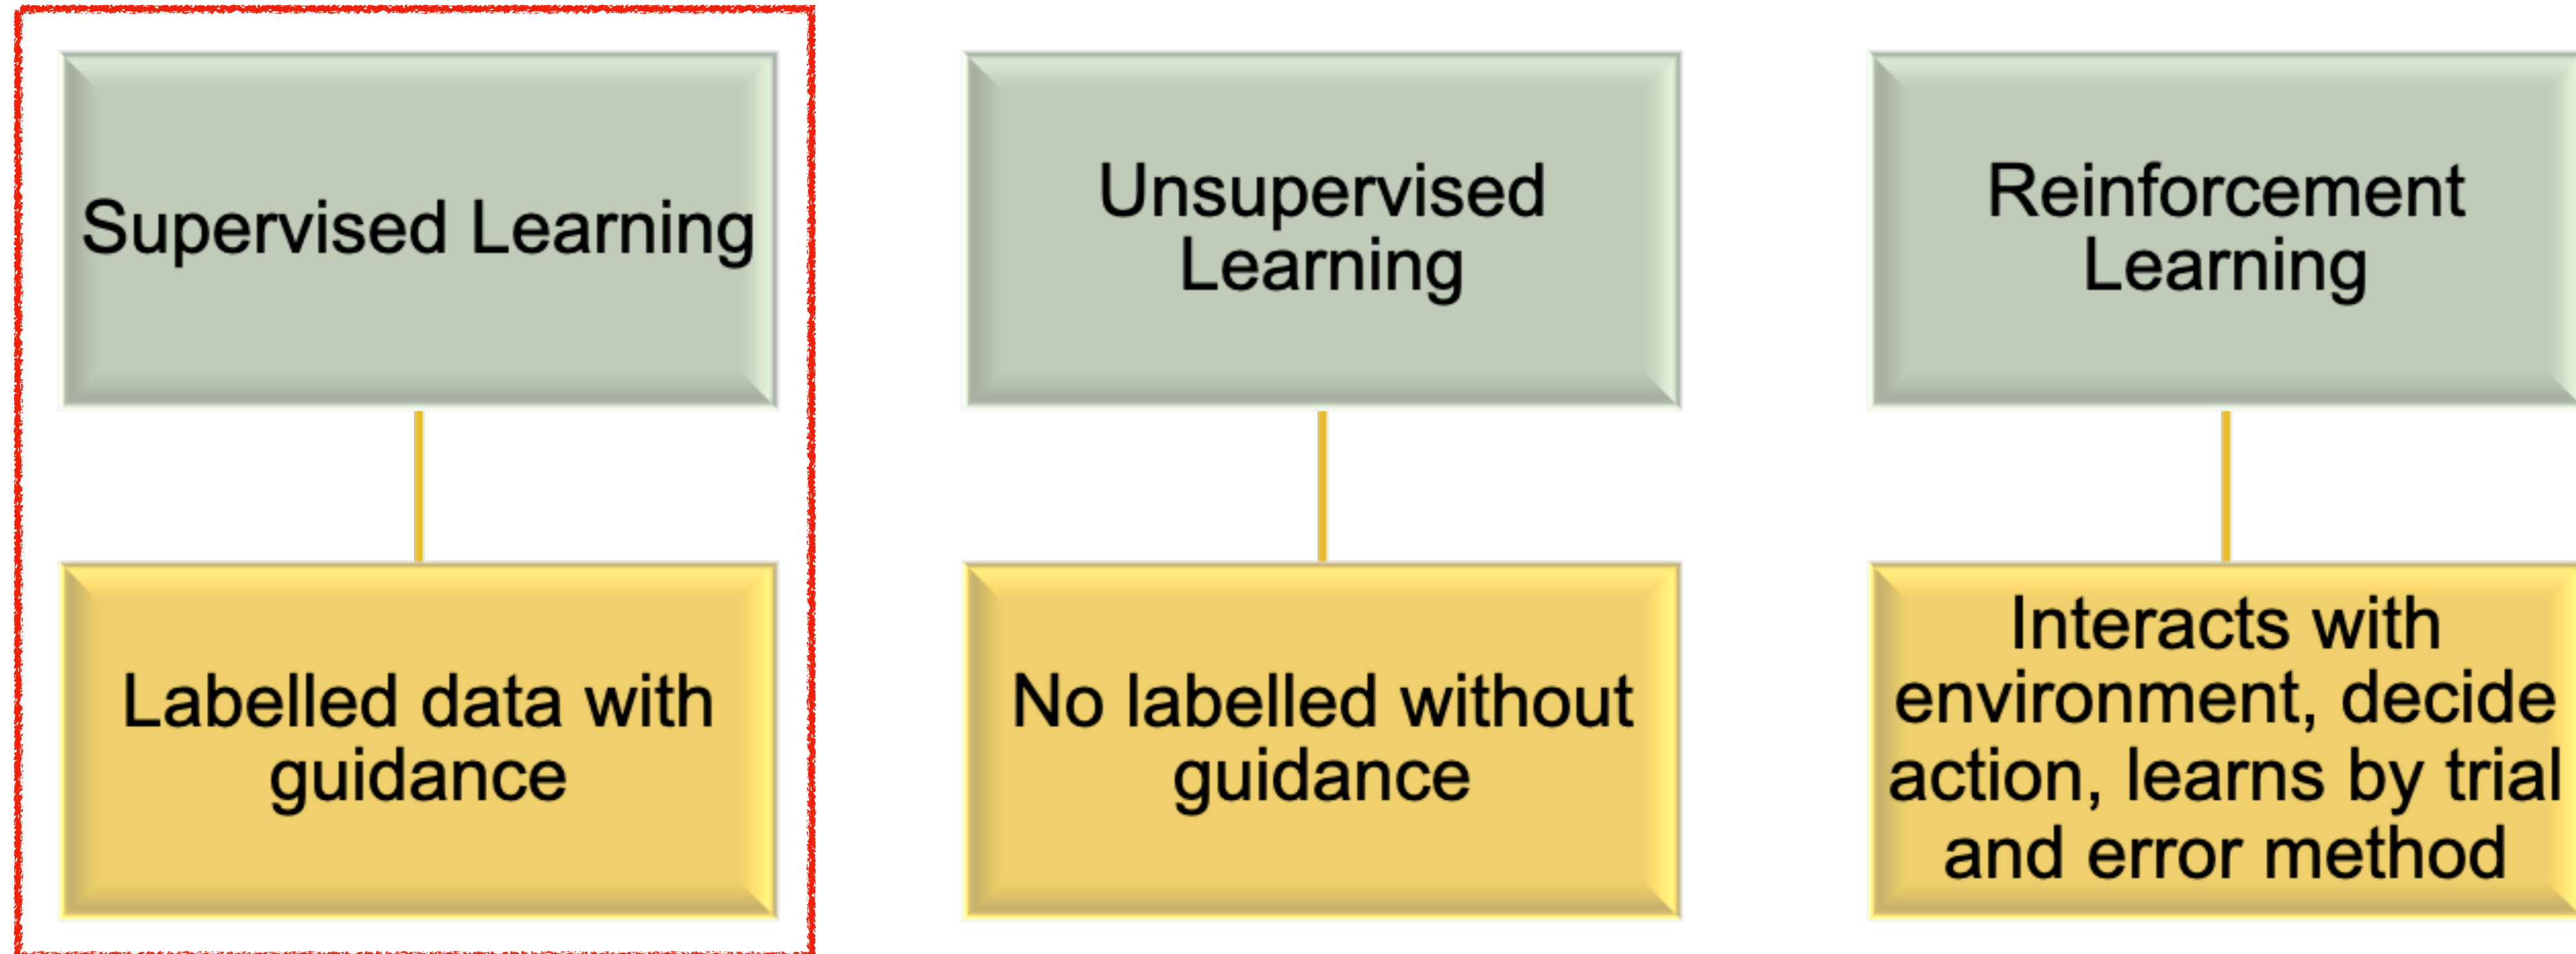 Supervised Learning
Unsupervised
Learning
Reinforcement
Learning
Labelled data with
guidance
No labelled without
guidance
Interacts with
environment, decide
action, learns by trial
and error method